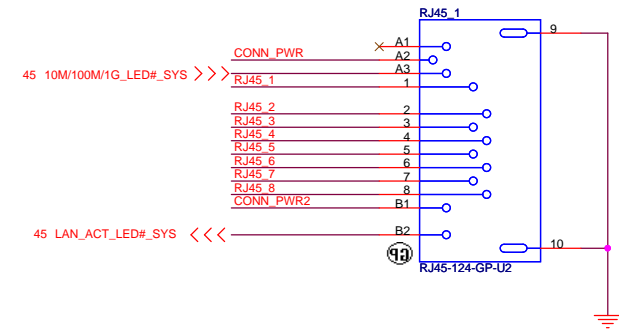 RJ45_1
9
A1
CONN_PWR A2
45 10M/100M/1G_LED#_SYS A3
RJ45_1 1
RJ45_2 2
RJ45_3 3
RJ45_4 4
RJ45_5 5
RJ45_6 6
RJ45_7 7
RJ45_8 8
CONN_PWR2 B1
45 LAN_ACT_LED#_SYS B2
10
GP
RJ45-124-GP-U2